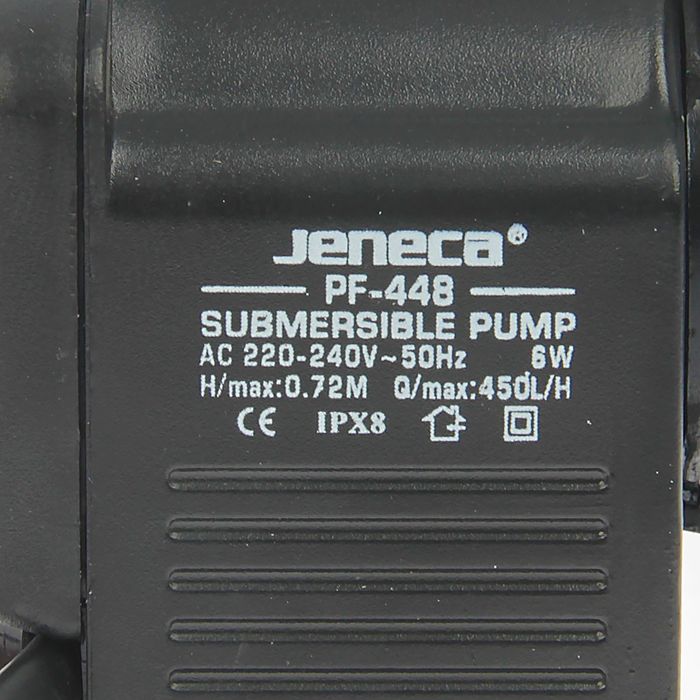 Jeneca®
PF-448
SUBMERSIBLE PUMP
AC 220-240V~50Hz 6W
H/max:0.72M Q/max:450L/H
CE IPX8